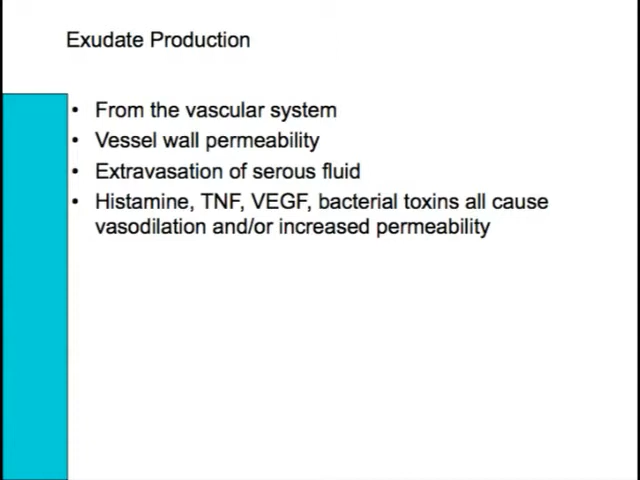 Exudate Production
• From the vascular system
• Vessel wall permeability
• Extravasation of serous fluid
• Histamine, TNF, VEGF, bacterial toxins all cause
vasodilation and/or increased permeability